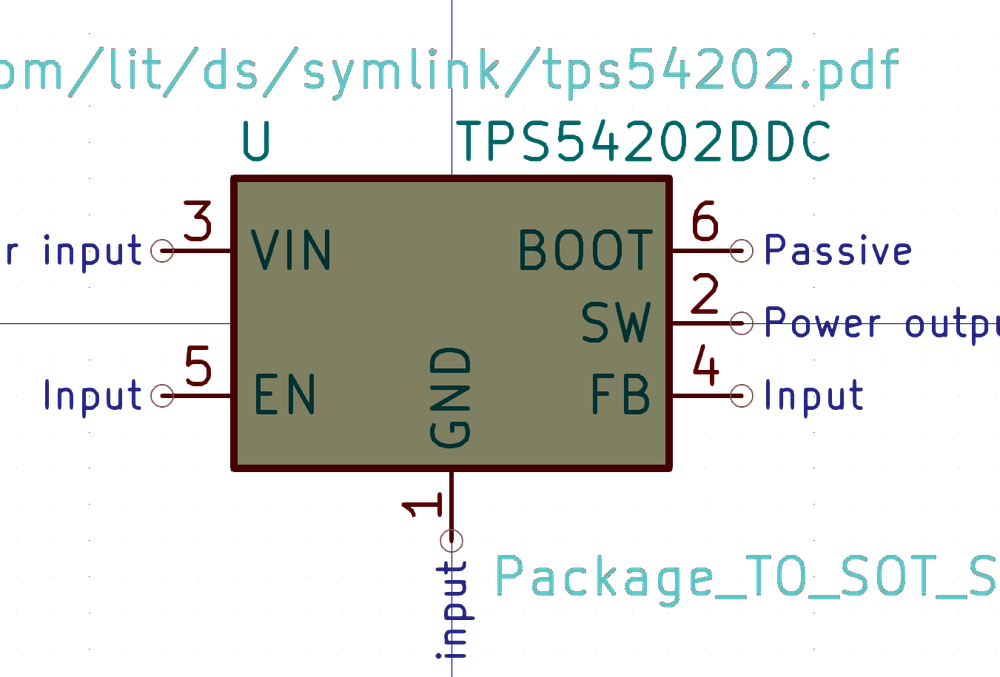 om/lit/ds/symlink/tps54202.pdf
U TPS54202DDC
3 6
r input VIN BOOT Passive
2
SW Power outpu
5 4
Input EN FB Input
GND
1
input
Package_TO_SOT_S